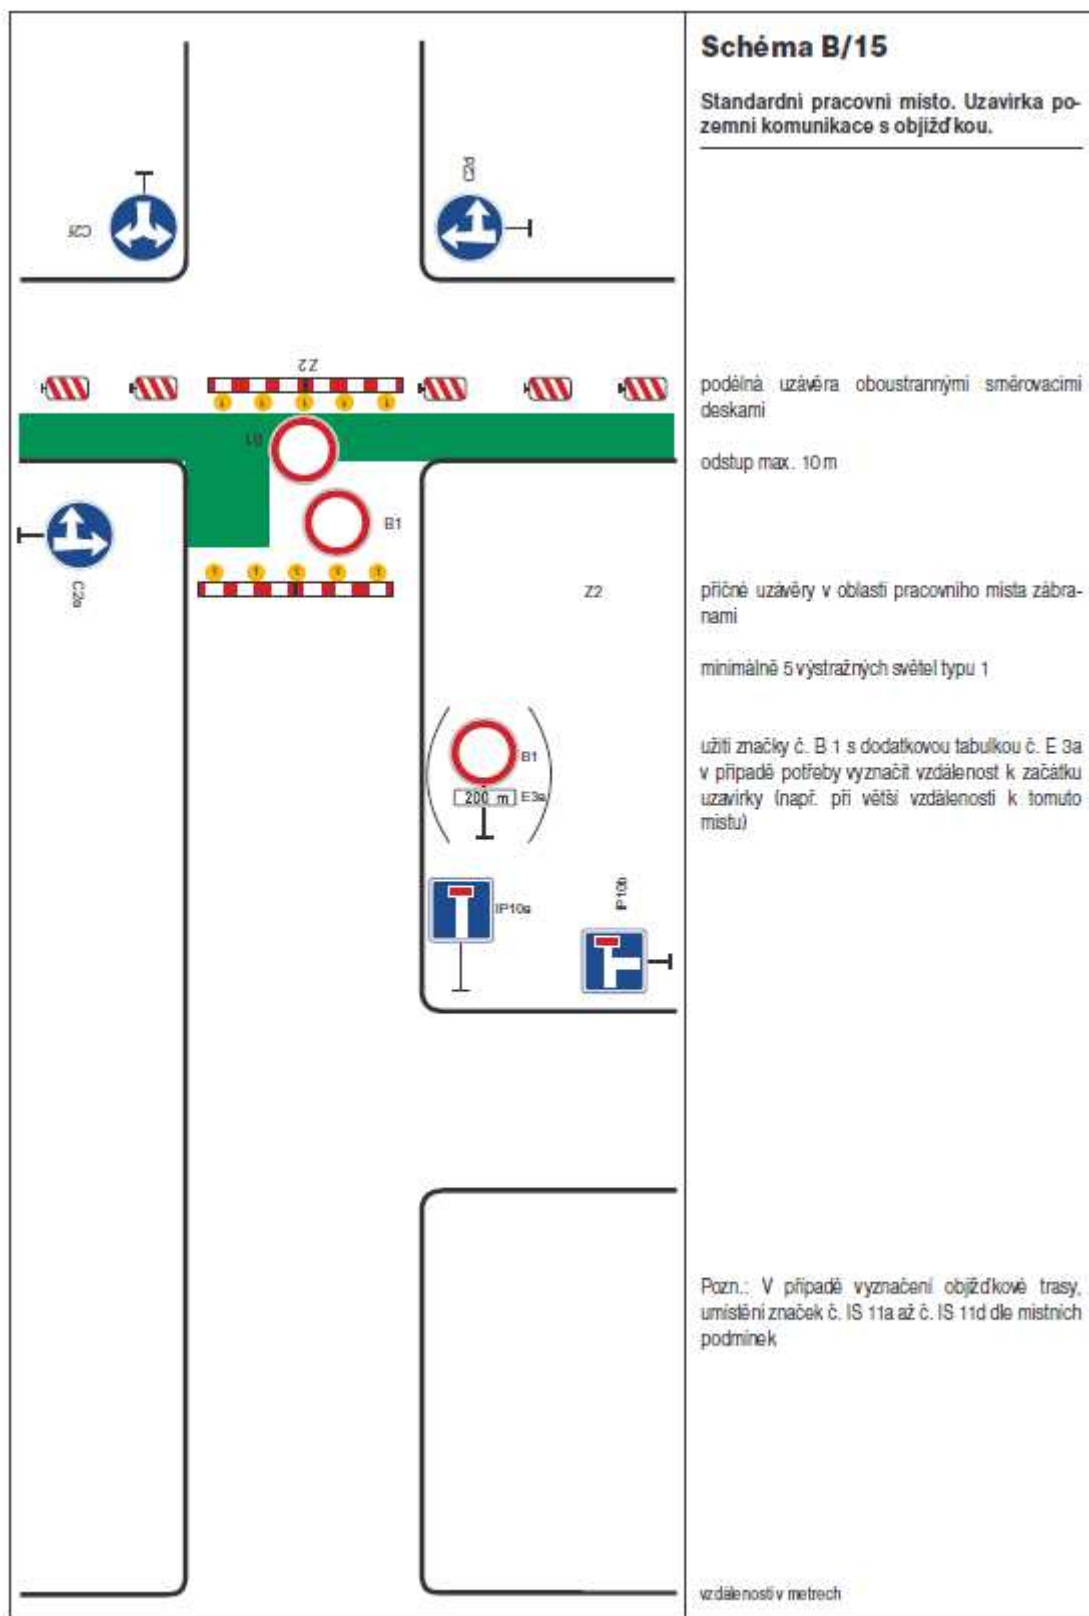 Schéma B/15
Standardní pracovní místo. Uzavírka po-
zemní komunikace s objížďkou.
C2f
C2d
Z2
podélná uzávěra oboustrannými směrovacími
deskami
B1
odstup max. 10 m
B1
C2a
Z2
příčné uzávěry v oblasti pracovního místa zábra-
nami
minimálně 5 výstražných světel typu 1
B1
200 m
E3a
užití značky č. B 1 s dodatkovou tabulkou č. E 3a
v případě potřeby vyznačit vzdálenost k začátku
uzavírky (např. při větší vzdálenosti k tomuto
místu)
IP10a
IP10b
Pozn.: V případě vyznačení objížďkové trasy,
umístění značek č. IS 11a až č. IS 11d dle místních
podmínek
vzdálenosti v metrech